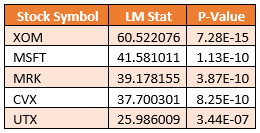 Stock Symbol LM Stat P-Value
XOM 60.522076 7.28E-15
MSFT 41.581011 1.13E-10
MRK 39.178155 3.87E-10
CVX 37.700301 8.25E-10
UTX 25.986009 3.44E-07